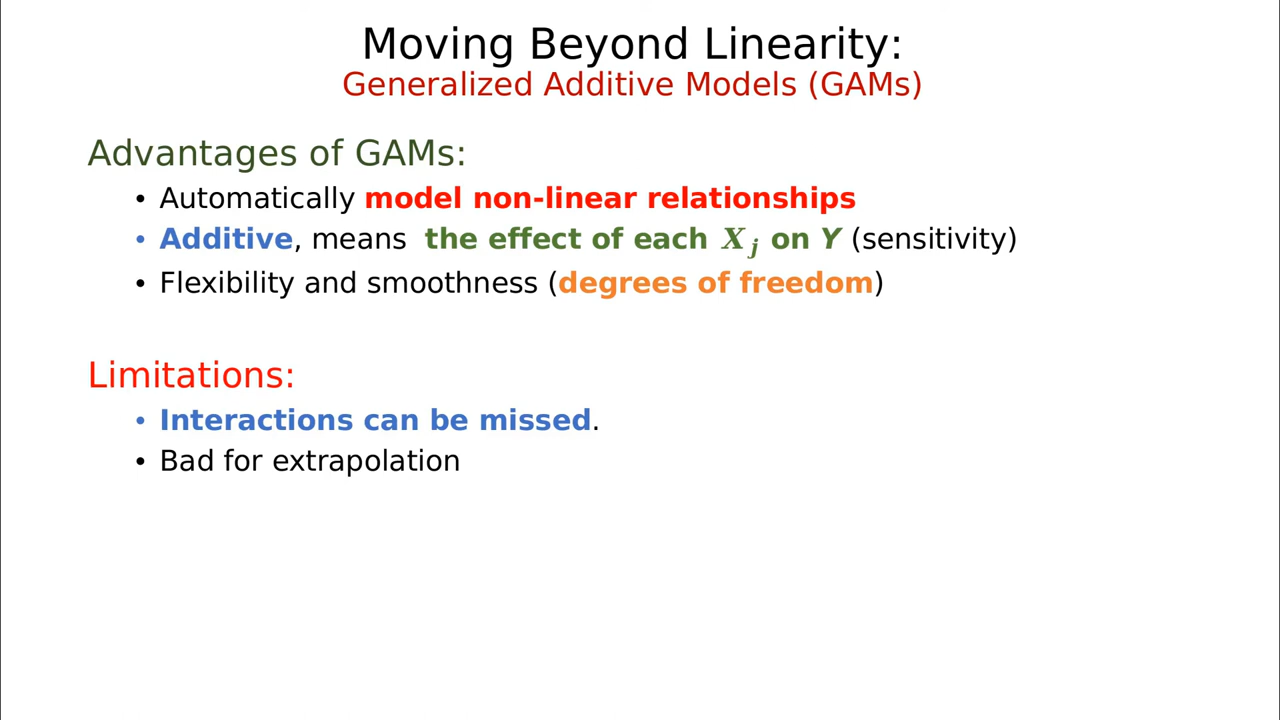 Moving Beyond Linearity:
Generalized Additive Models (GAMs)
Advantages of GAMs:
• Automatically model non-linear relationships
• Additive, means the effect of each X_j on Y (sensitivity)
• Flexibility and smoothness (degrees of freedom)
Limitations:
• Interactions can be missed.
• Bad for extrapolation